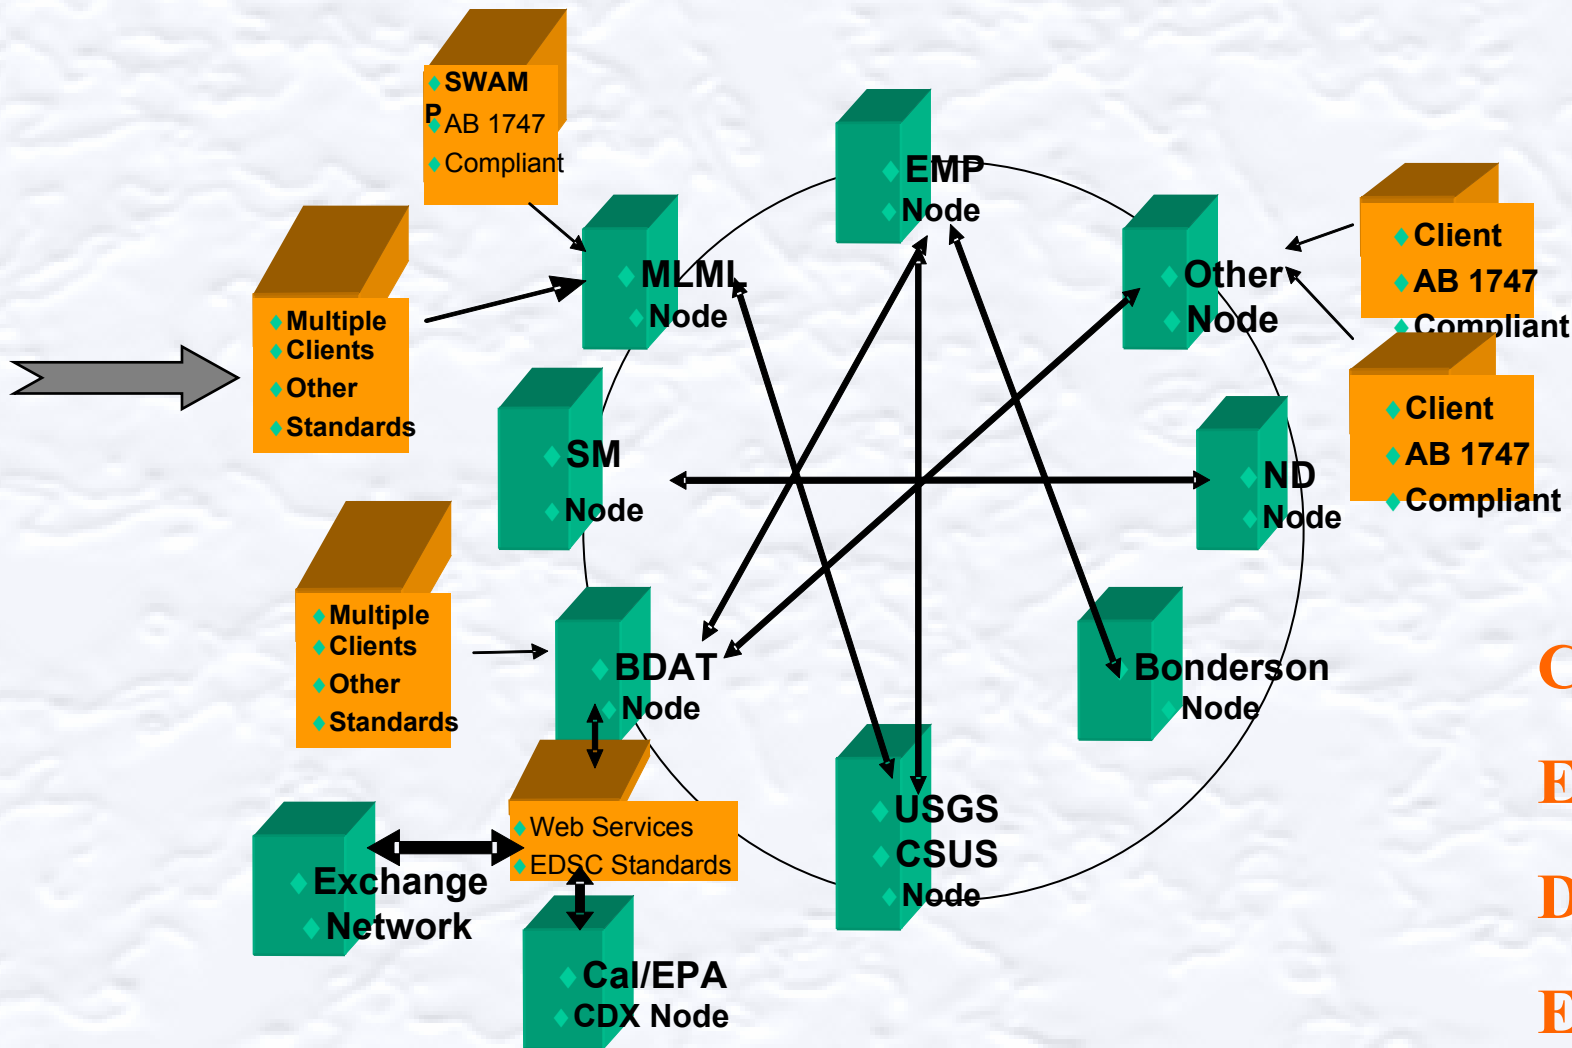 SWAM
P
AB 1747
Compliant
EMP
Node
MLML
Node
Other
Node
Client
AB 1747
Compliant
Multiple
Clients
Other
Standards
Client
AB 1747
Compliant
SM
Node
ND
Node
Multiple
Clients
Other
Standards
BDAT
Node
Bonderson
Node
Web Services
EDSC Standards
USGS
CSUS
Node
Exchange
Network
Cal/EPA
CDX Node
C
E
D
E